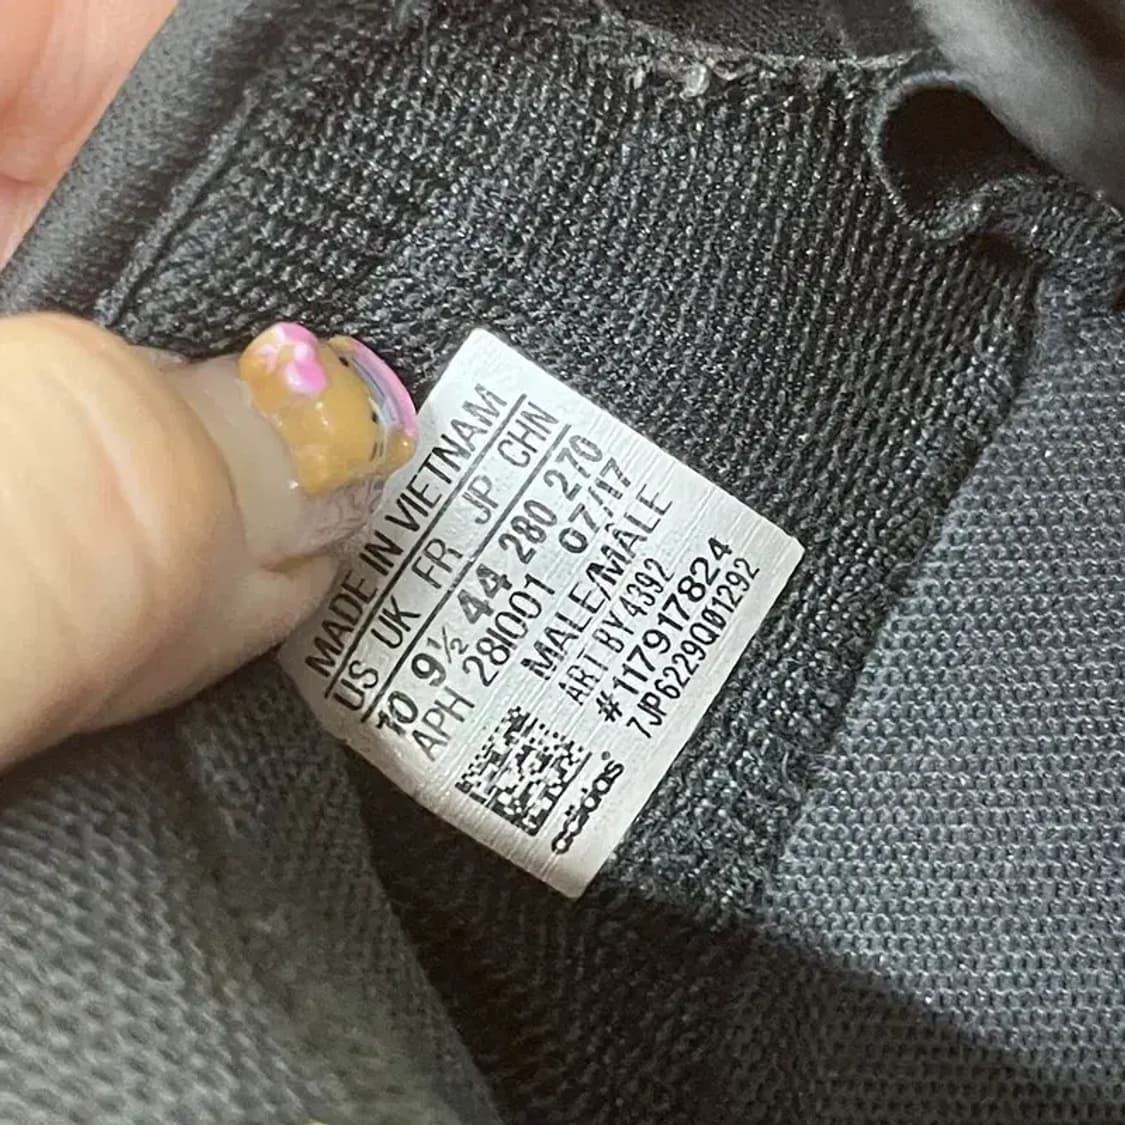 MADE IN VIETNAM
US UK FR JP CHN
10 9½ 44 280 270
APH 28I001 07/17
MALE/MÂLE
ART BY4392
#117917824
7JP6229Q01292
adidas